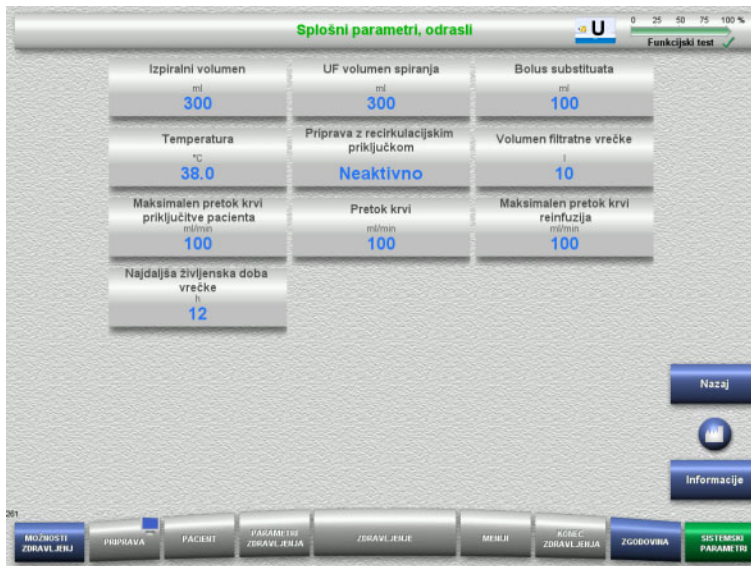 Splošni parametri, odrasli
U
0 25 50 75 100 %
Funkcijski test
Izpiralni volumen
ml
300
UF volumen spiranja
ml
300
Bolus substituata
ml
100
Temperatura
°C
38.0
Priprava z recirkulacijskim
priključkom
Neaktivno
Volumen filtratne vrečke
l
10
Maksimalen pretok krvi
priključitve pacienta
ml/min
100
Pretok krvi
ml/min
100
Maksimalen pretok krvi
reinfuzija
ml/min
100
Najdaljša življenska doba
vrečke
h
12
Nazaj
Informacije
261
MOŽNOSTI
ZDRAVLJENJ
PRIPRAVA
PACIENT
PARAMETRI
ZDRAVLJENJA
ZDRAVLJENJE
MENIJI
KONEC
ZDRAVLJENJA
ZGODOVINA
SISTEMSKI
PARAMETRI